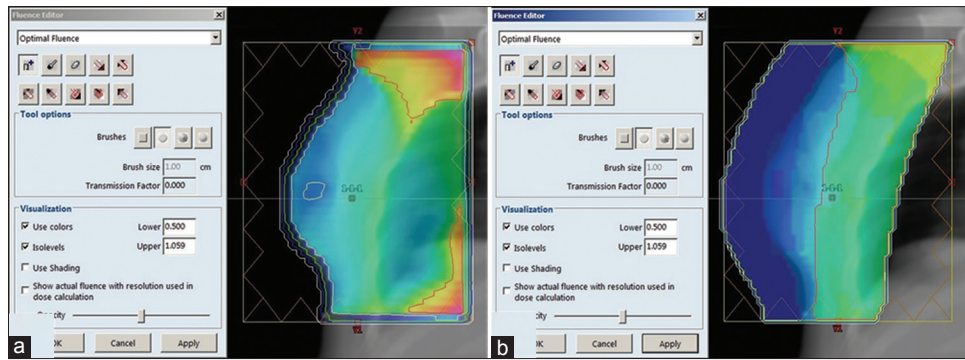 Fluence Editor
Optimal Fluence
Tool options
Brushes
Brush size 1.00 cm
Transmission Factor 0.000
Visualization
Use colors Lower 0.500
Isolevels Upper 1.059
Use Shading
Show actual fluence with resolution used in
dose calculation
Cancel Apply
Y2
a
Fluence Editor
Optimal Fluence
Tool options
Brushes
Brush size 1.00 cm
Transmission Factor 0.000
Visualization
Use colors Lower 0.500
Isolevels Upper 1.059
Use Shading
Show actual fluence with resolution used in
dose calculation
Cancel Apply
Y2
b